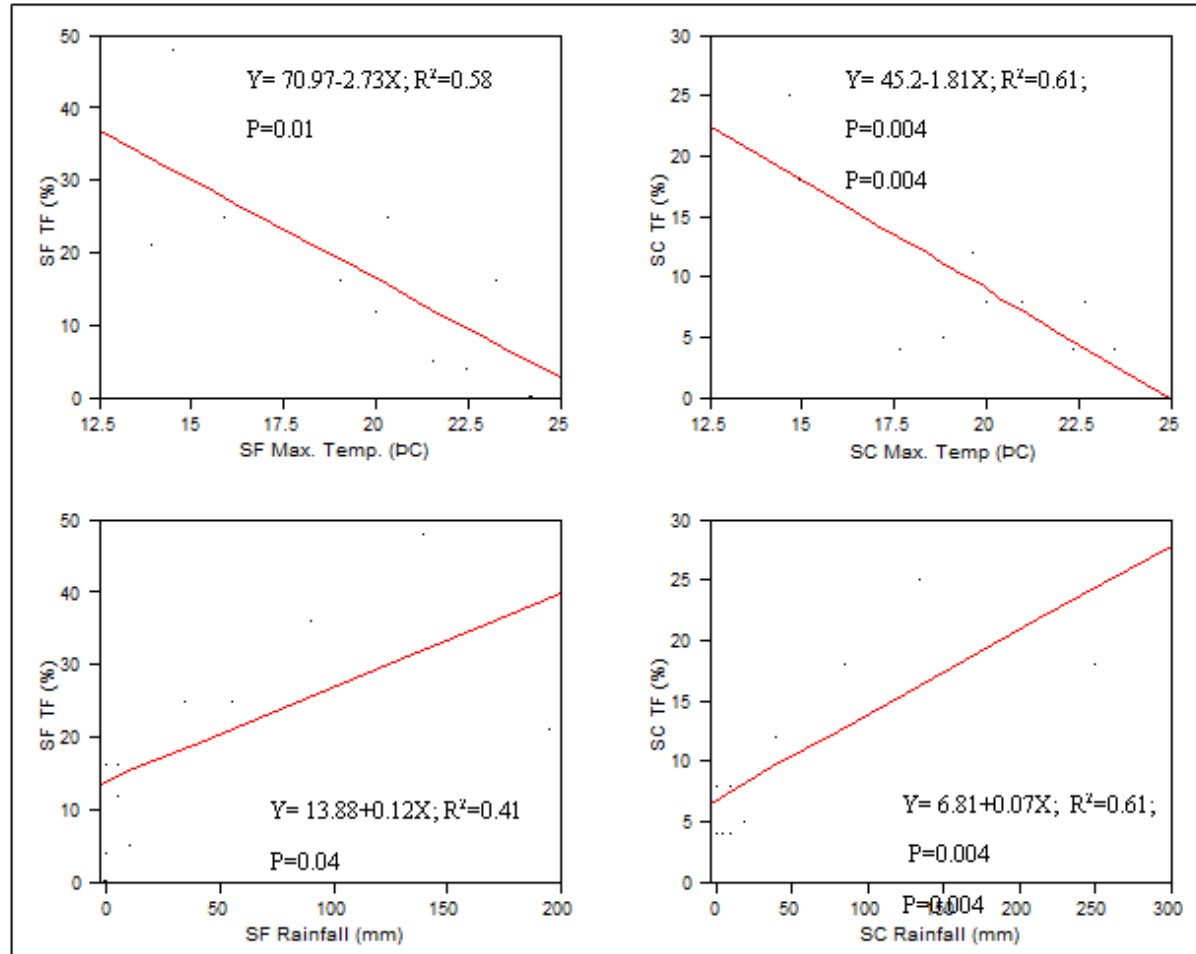 50
40
30
20
10
0
SF TF (%)
Y= 70.97-2.73X; R²=0.58
P=0.01
12.5 15 17.5 20 22.5 25
SF Max. Temp. (ÞC)
30
25
20
15
10
5
0
SC TF (%)
Y= 45.2-1.81X; R²=0.61;
P=0.004
P=0.004
12.5 15 17.5 20 22.5 25
SC Max. Temp (ÞC)
50
40
30
20
10
0
SF TF (%)
Y= 13.88+0.12X; R²=0.41
P=0.04
0 50 100 150 200
SF Rainfall (mm)
30
25
20
15
10
5
0
SC TF (%)
Y= 6.81+0.07X; R²=0.61;
P=0.004
P=0.004
0 50 100 150 200 250 300
SC Rainfall (mm)